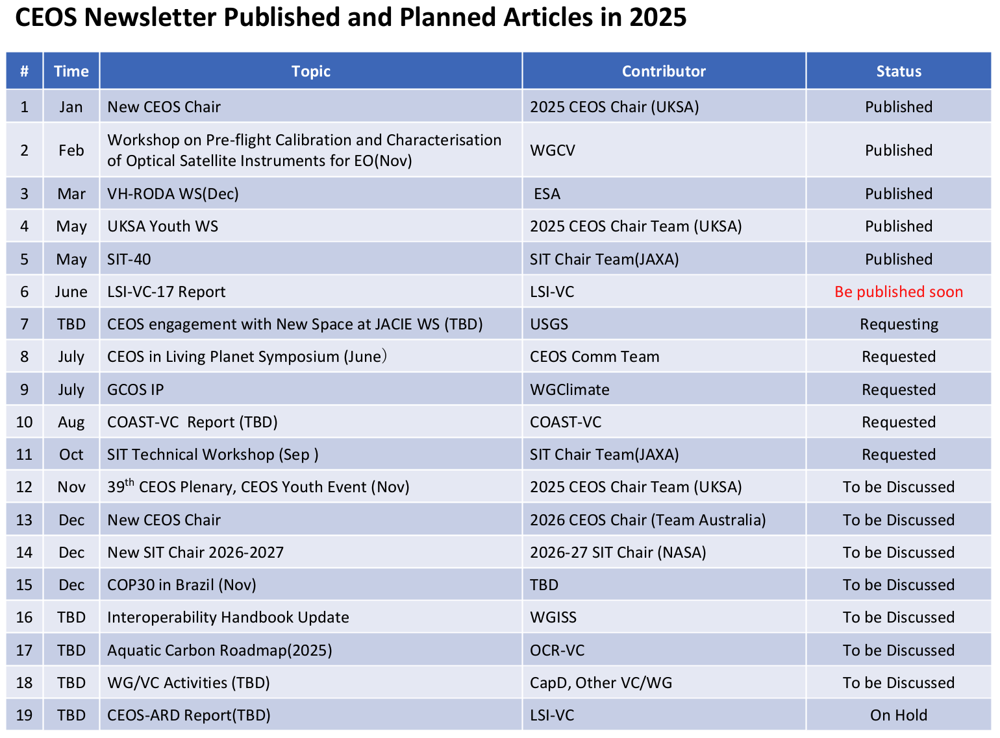 CEOS Newsletter Published and Planned Articles in 2025
# Time Topic Contributor Status
1 Jan New CEOS Chair 2025 CEOS Chair (UKSA) Published
2 Feb Workshop on Pre-flight Calibration and Characterisation
of Optical Satellite Instruments for EO(Nov) WGCV Published
3 Mar VH-RODA WS(Dec) ESA Published
4 May UKSA Youth WS 2025 CEOS Chair Team (UKSA) Published
5 May SIT-40 SIT Chair Team(JAXA) Published
6 June LSI-VC-17 Report LSI-VC Be published soon
7 TBD CEOS engagement with New Space at JACIE WS (TBD) USGS Requesting
8 July CEOS in Living Planet Symposium (June） CEOS Comm Team Requested
9 July GCOS IP WGClimate Requested
10 Aug COAST-VC  Report (TBD) COAST-VC Requested
11 Oct SIT Technical Workshop (Sep ) SIT Chair Team(JAXA) Requested
12 Nov 39th CEOS Plenary, CEOS Youth Event (Nov) 2025 CEOS Chair Team (UKSA) To be Discussed
13 Dec New CEOS Chair 2026 CEOS Chair (Team Australia) To be Discussed
14 Dec New SIT Chair 2026-2027 2026-27 SIT Chair (NASA) To be Discussed
15 Dec COP30 in Brazil (Nov) TBD To be Discussed
16 TBD Interoperability Handbook Update WGISS To be Discussed
17 TBD Aquatic Carbon Roadmap(2025) OCR-VC To be Discussed
18 TBD WG/VC Activities (TBD) CapD, Other VC/WG To be Discussed
19 TBD CEOS-ARD Report(TBD) LSI-VC On Hold